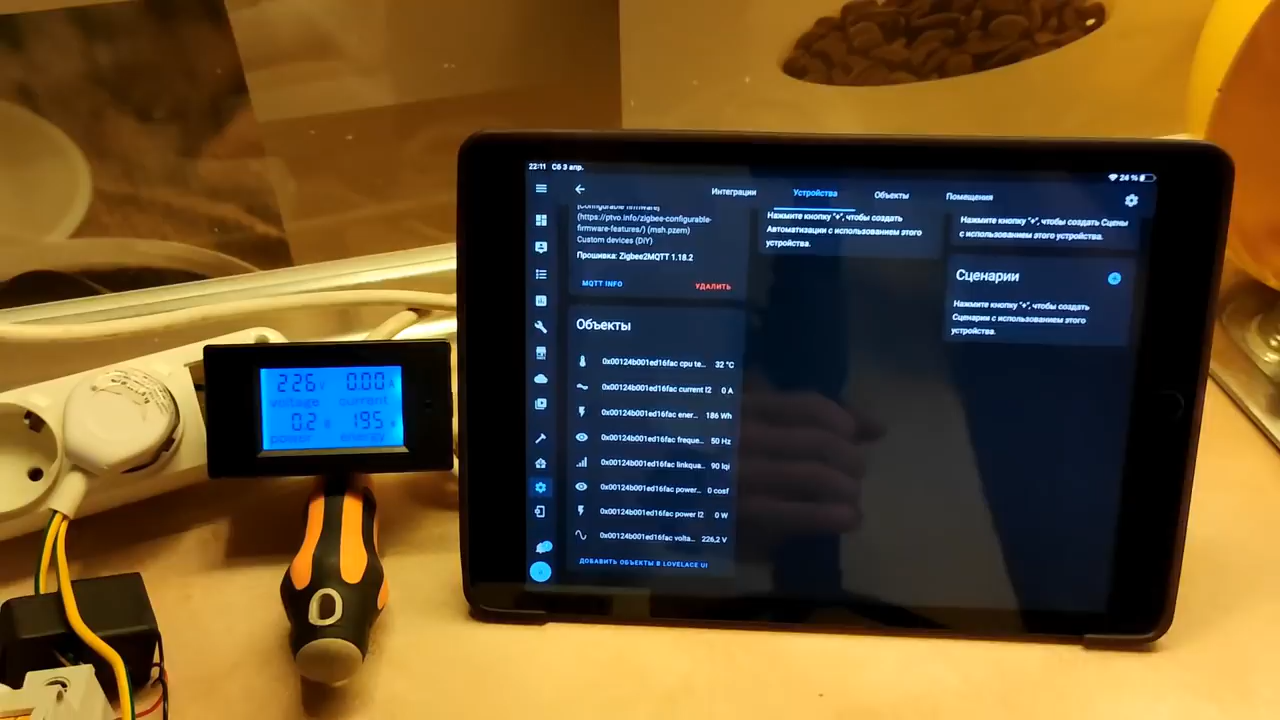 22:11 Сб 3 апр.
24 %
Интеграции
Устройства
Объекты
Помещения
(Configurable firmware)
(https://ptvo.info/zigbee-configurable-
firmware-features/) (msh.pzem)
Custom devices (DiY)
Прошивка: Zigbee2MQTT 1.18.2
MQTT INFO
УДАЛИТЬ
Нажмите кнопку "+", чтобы создать
Автоматизации с использованием этого
устройства.
Нажмите кнопку "+", чтобы создать Сцены
с использованием этого устройства.
Сценарии
Нажмите кнопку "+", чтобы создать
Сценарии с использованием этого
устройства.
Объекты
0x00124b001ed16fac cpu te... 32 °C
0x00124b001ed16fac current l2 0 A
0x00124b001ed16fac ener... 186 Wh
0x00124b001ed16fac freque... 50 Hz
0x00124b001ed16fac linkqua... 90 lqi
0x00124b001ed16fac power... 0 cosf
0x00124b001ed16fac power l2 0 W
0x00124b001ed16fac volta... 226,2 V
ДОБАВИТЬ ОБЪЕКТЫ В LOVELACE UI
226 V 0.00 A
voltage current
0.2 195
power energy